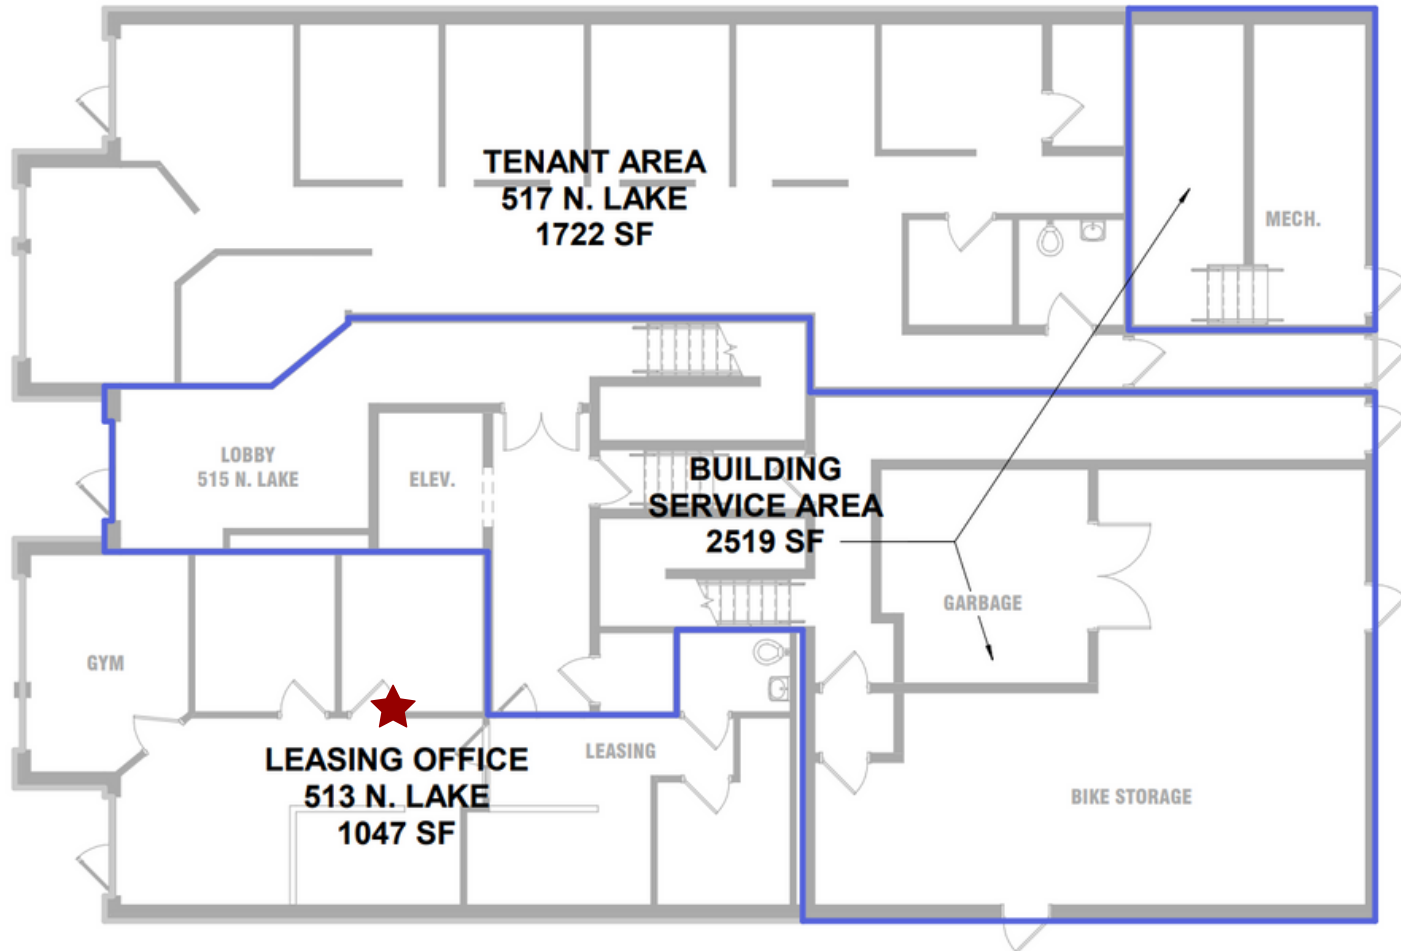 TENANT AREA
517 N. LAKE
1722 SF
MECH.
LOBBY
515 N. LAKE
ELEV.
BUILDING
SERVICE AREA
2519 SF
GARBAGE
GYM
LEASING OFFICE
513 N. LAKE
1047 SF
LEASING
BIKE STORAGE